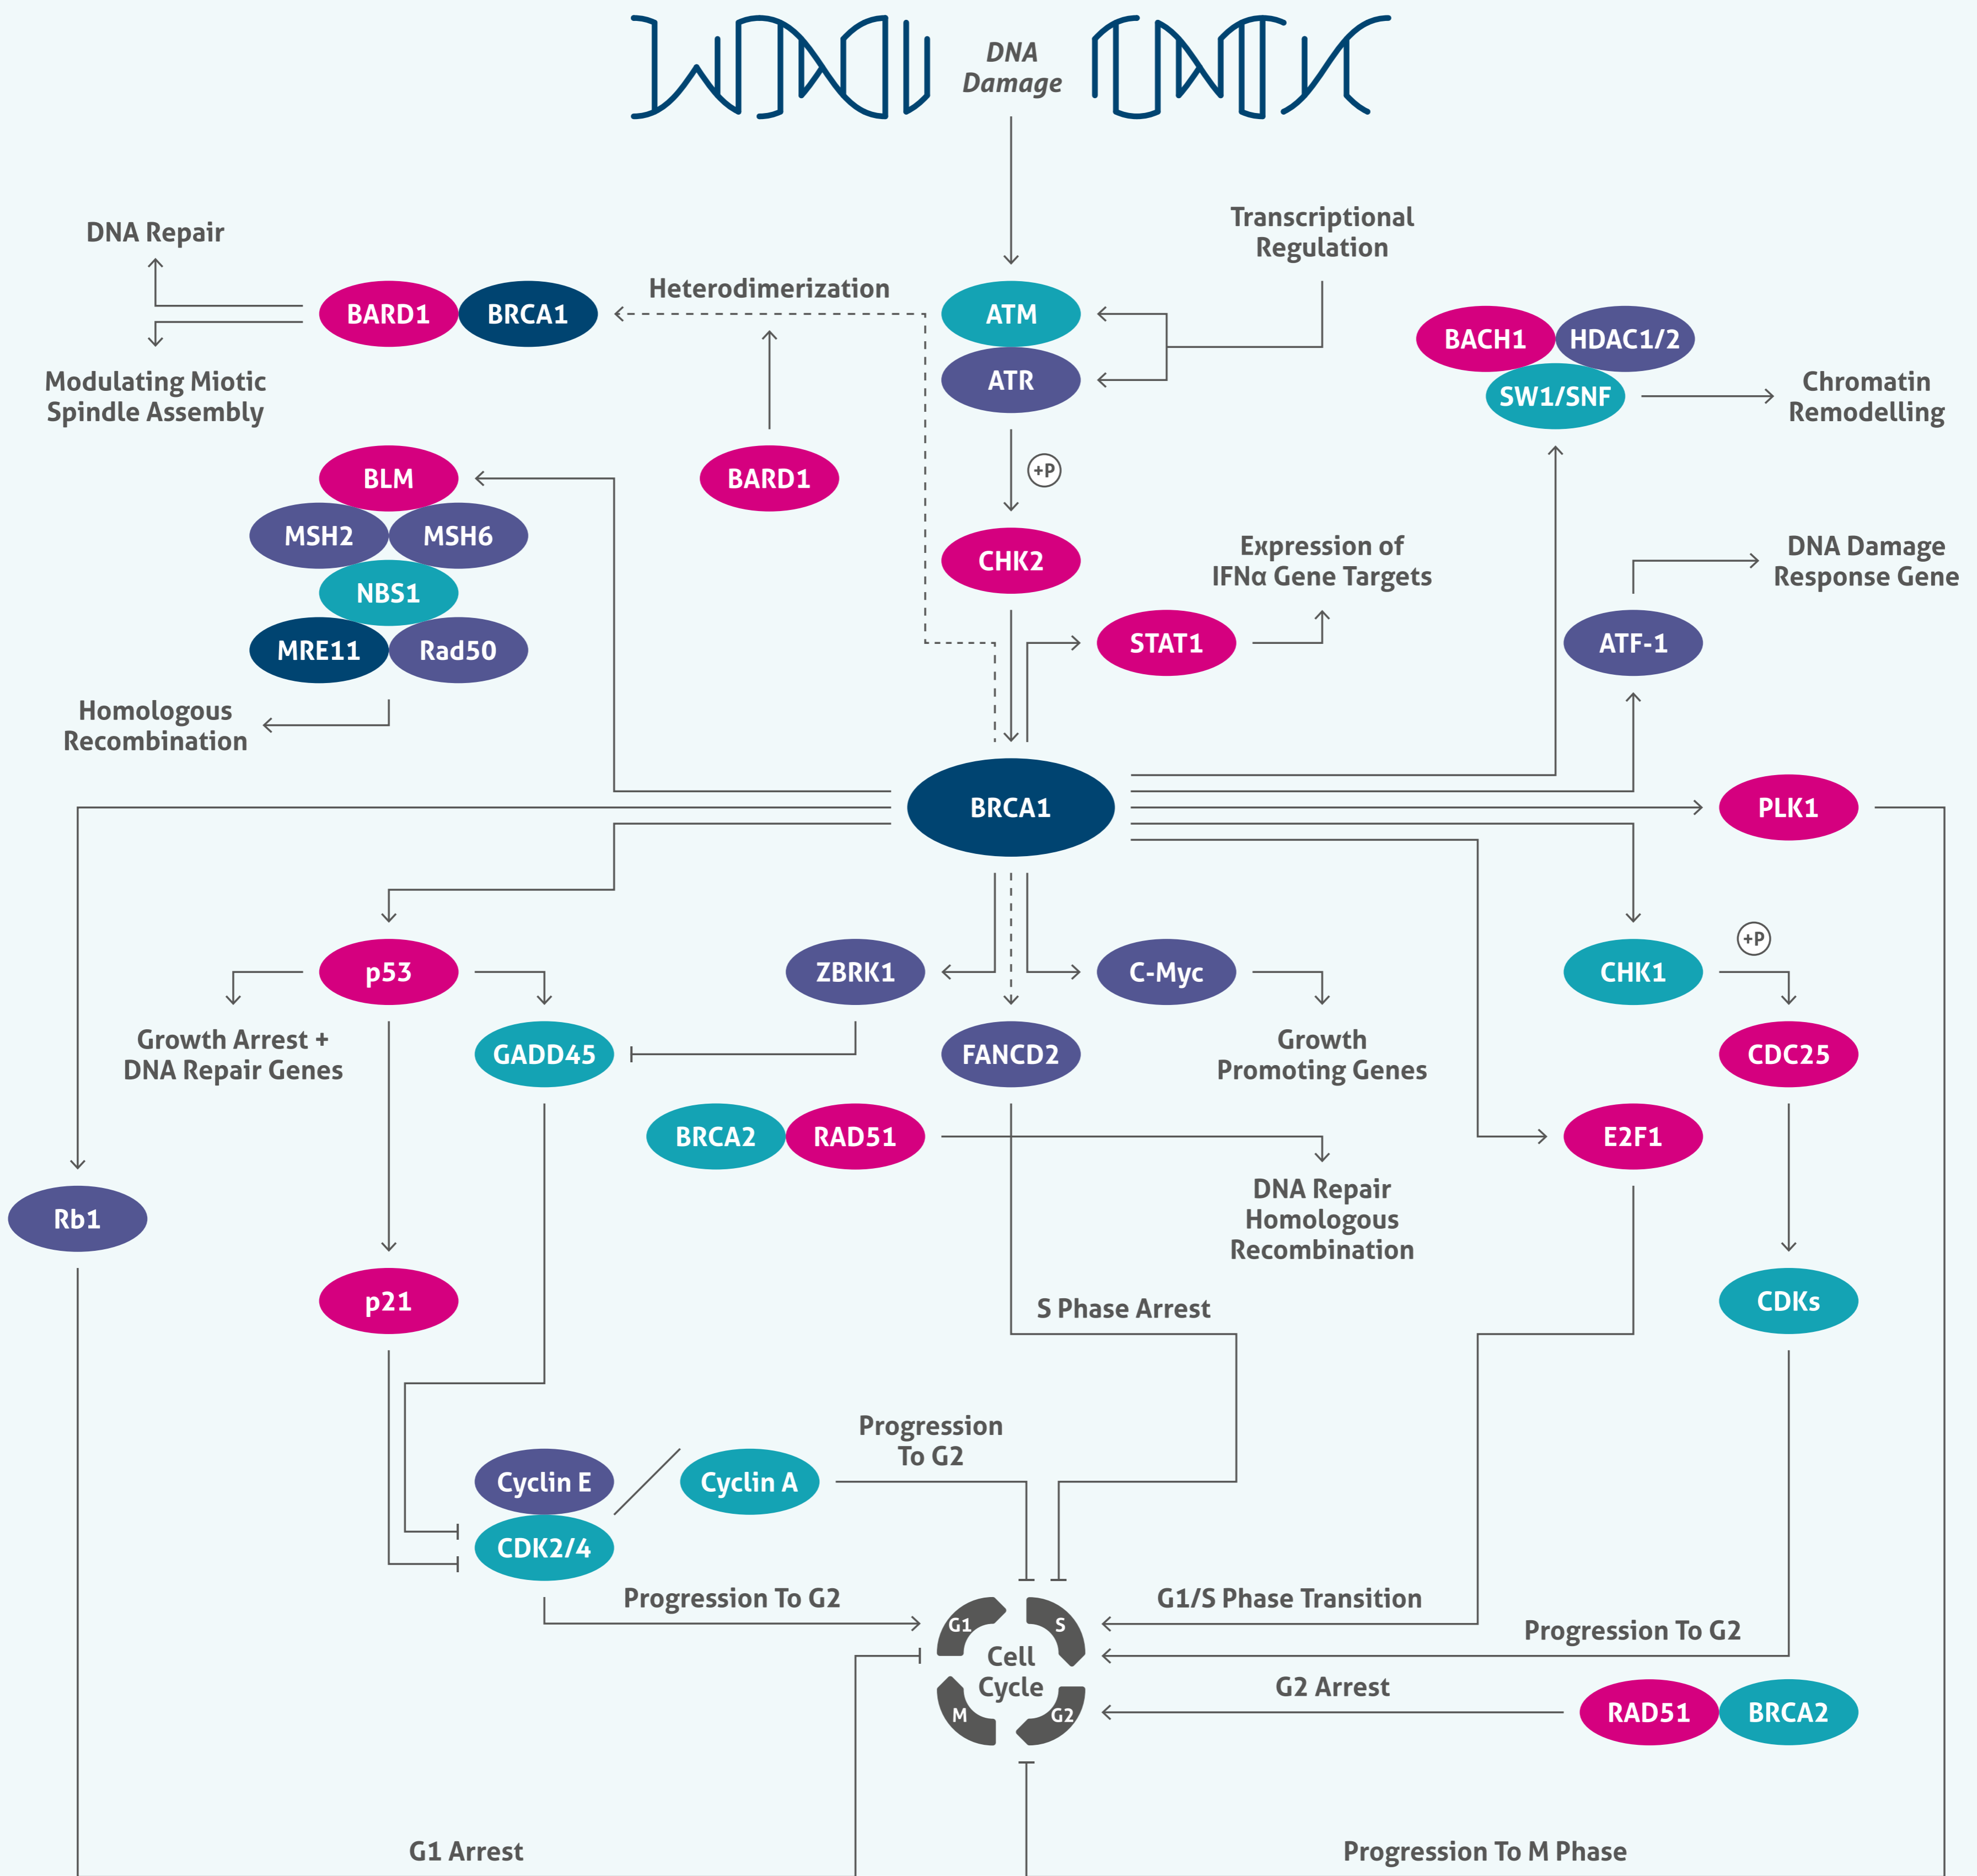 DNA
Damage
Transcriptional
Regulation
DNA Repair
Heterodimerization
BARD1
BRCA1
ATM
ATR
BACH1
HDAC1/2
SW1/SNF
Chromatin
Remodelling
Modulating Miotic
Spindle Assembly
BLM
BARD1
+P
MSH2
MSH6
CHK2
Expression of
IFNα Gene Targets
DNA Damage
Response Gene
NBS1
MRE11
Rad50
STAT1
ATF-1
Homologous
Recombination
BRCA1
PLK1
p53
ZBRK1
C-Myc
CHK1
+P
Growth Arrest +
DNA Repair Genes
GADD45
FANCD2
Growth
Promoting Genes
CDC25
BRCA2
RAD51
E2F1
DNA Repair
Homologous
Recombination
Rb1
p21
S Phase Arrest
CDKs
Progression
To G2
Cyclin E
Cyclin A
CDK2/4
Progression To G2
G1/S Phase Transition
G1
S
Cell
Cycle
M
G2
Progression To G2
G2 Arrest
RAD51
BRCA2
G1 Arrest
Progression To M Phase